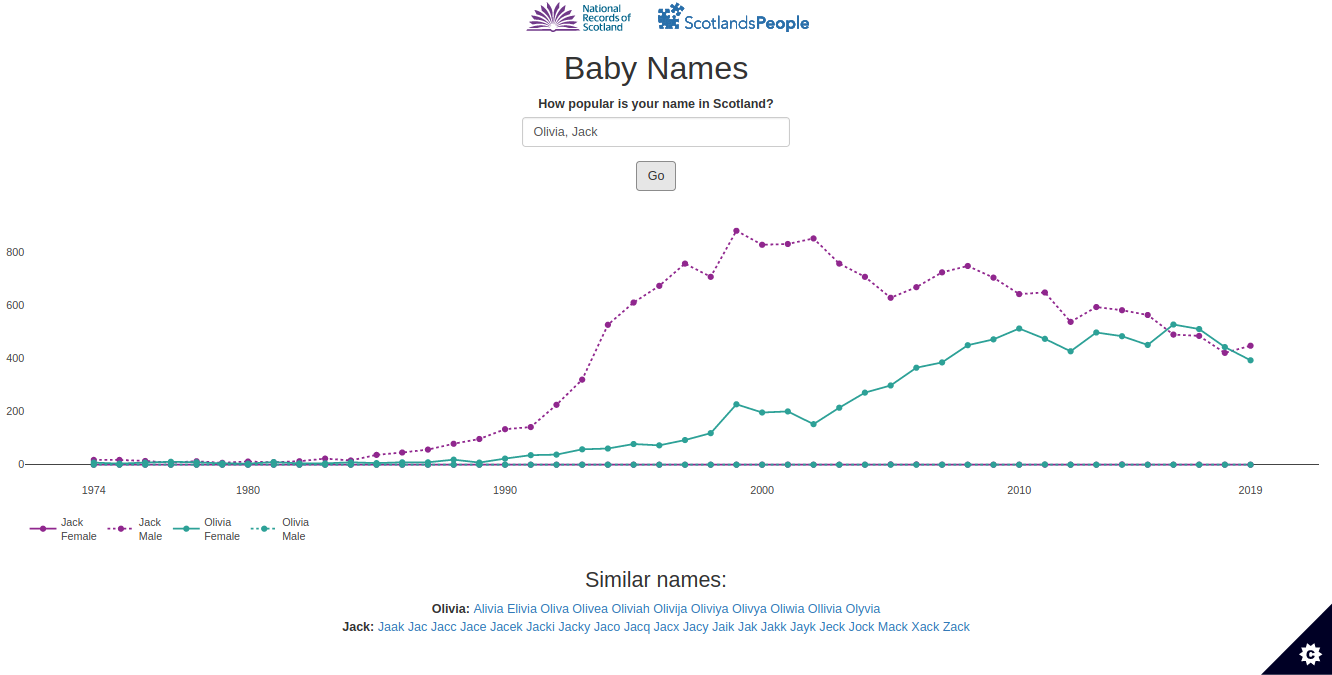 National
Records of
Scotland
ScotlandsPeople
Baby Names
How popular is your name in Scotland?
Olivia, Jack
Go
800
600
400
200
0
1974 1980 1990 2000 2010 2019
Jack Female
Jack Male
Olivia Female
Olivia Male
Similar names:
Olivia: Alivia Elivia Oliva Olivea Oliviah Olivija Oliviya Olivya Oliwia Ollivia Olyvia
Jack: Jaak Jac Jacc Jace Jacek Jacki Jacky Jaco Jacq Jacx Jacy Jaik Jak Jakk Jayk Jeck Jock Mack Xack Zack
C